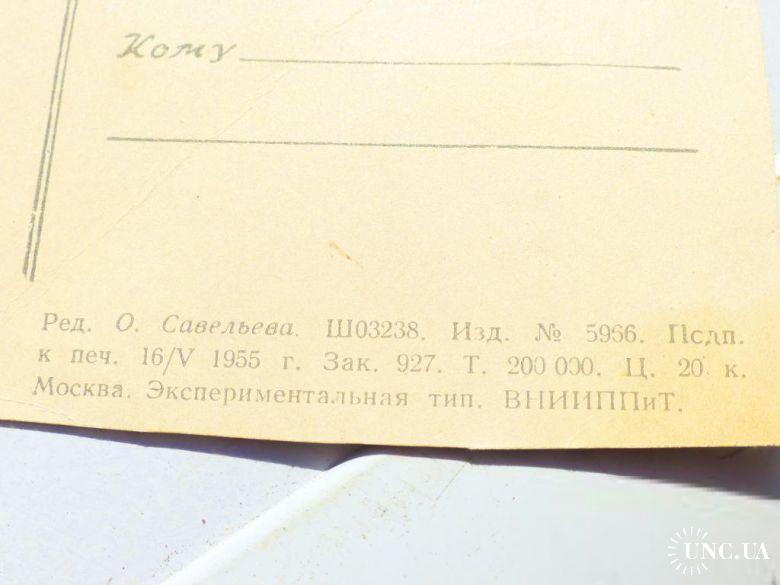 Кому
Ред. О. Савельева. Ш03238. Изд. № 5966. Подп.
к печ. 16/V 1955 г. Зак. 927. Т. 200 000. Ц. 20 к.
Москва. Экспериментальная тип. ВНИИППиТ.
UNC.UA